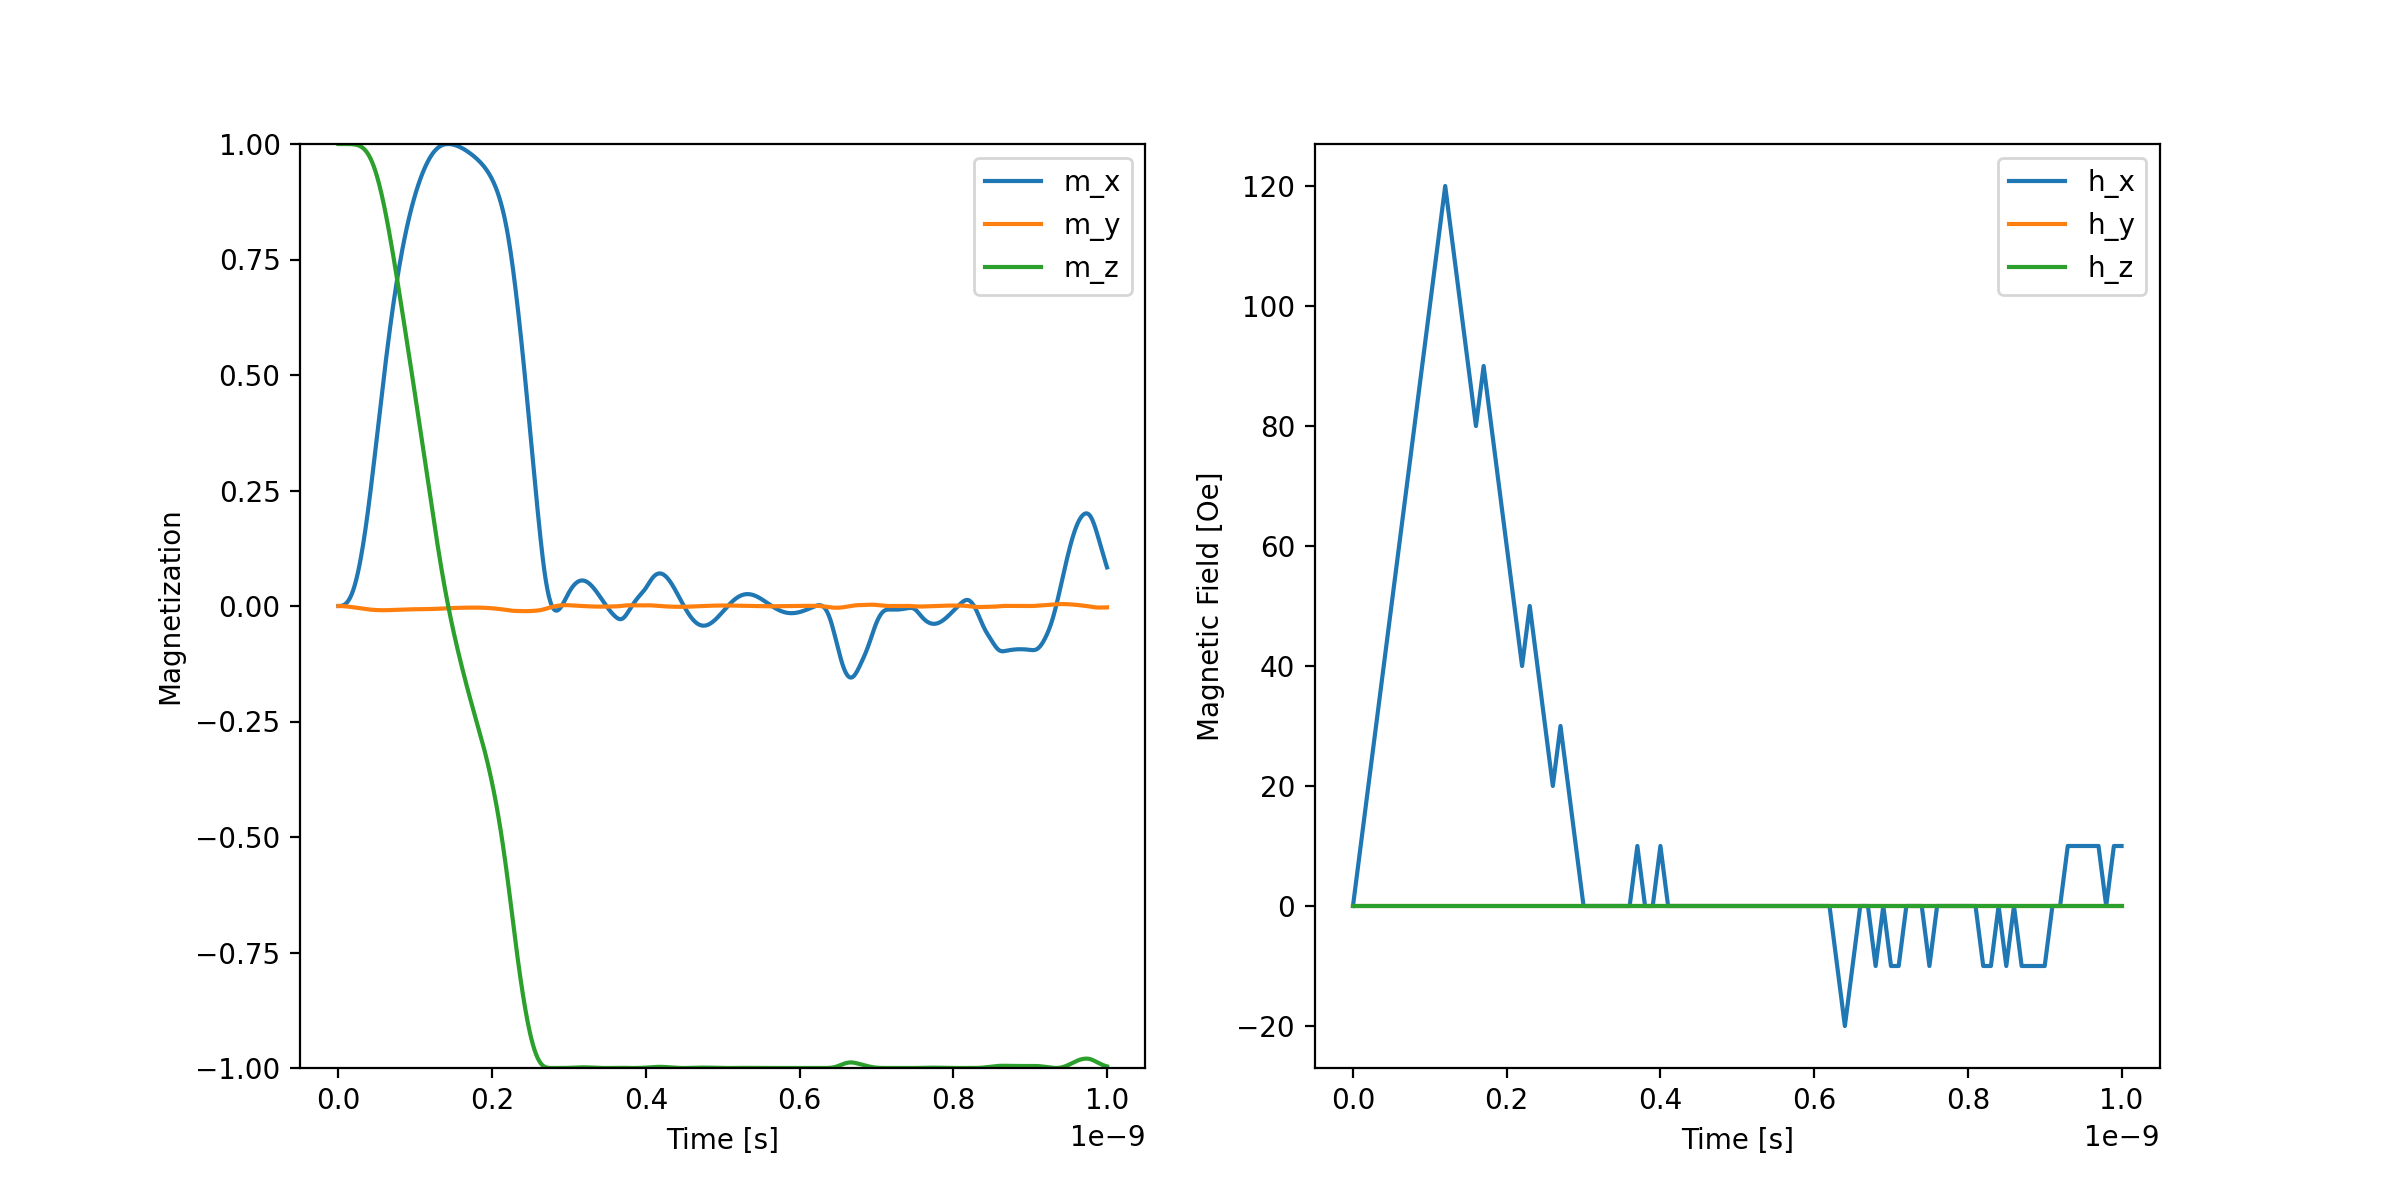 1.00
0.75
0.50
0.25
0.00
−0.25
−0.50
−0.75
−1.00
Magnetization
m_x
m_y
m_z
0.0 0.2 0.4 0.6 0.8 1.0
Time [s]
1e−9
120
100
80
60
40
20
0
−20
Magnetic Field [Oe]
h_x
h_y
h_z
0.0 0.2 0.4 0.6 0.8 1.0
Time [s]
1e−9